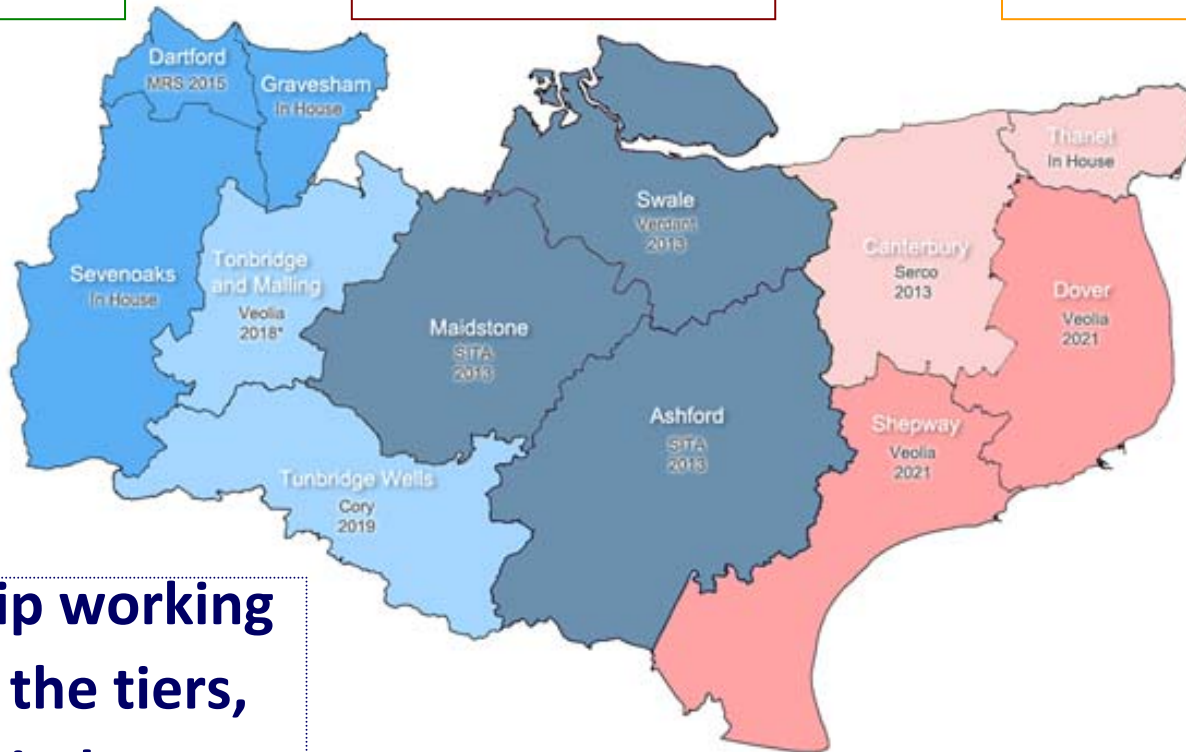 Dartford
MRS 2015
Gravesham
In House
Sevenoaks
In House
Tonbridge
and Malling
Veolia
2018*
Tunbridge Wells
Cory
2019
Maidstone
SITA
2013
Swale
Verdant
2013
Ashford
SITA
2013
Canterbury
Serco
2013
Thanet
In House
Dover
Veolia
2021
Shepway
Veolia
2021
ip working
the tiers,